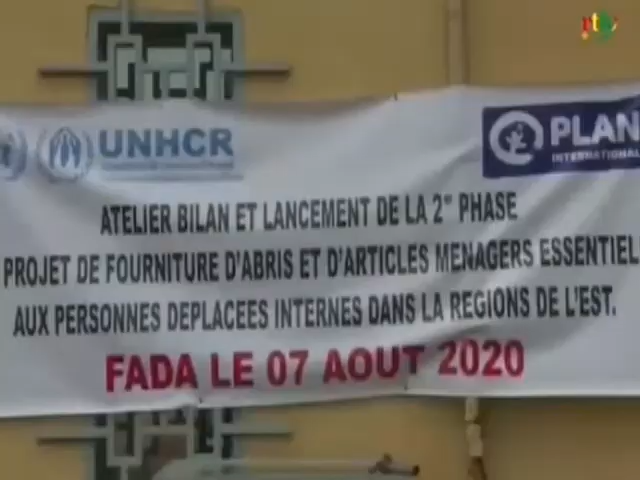 UNHCR
PLAN
INTERNATIONAL
ATELIER BILAN ET LANCEMENT DE LA 2e PHASE
PROJET DE FOURNITURE D'ABRIS ET D'ARTICLES MENAGERS ESSENTIEL
AUX PERSONNES DEPLACEES INTERNES DANS LA REGIONS DE L'EST.
FADA LE 07 AOUT 2020